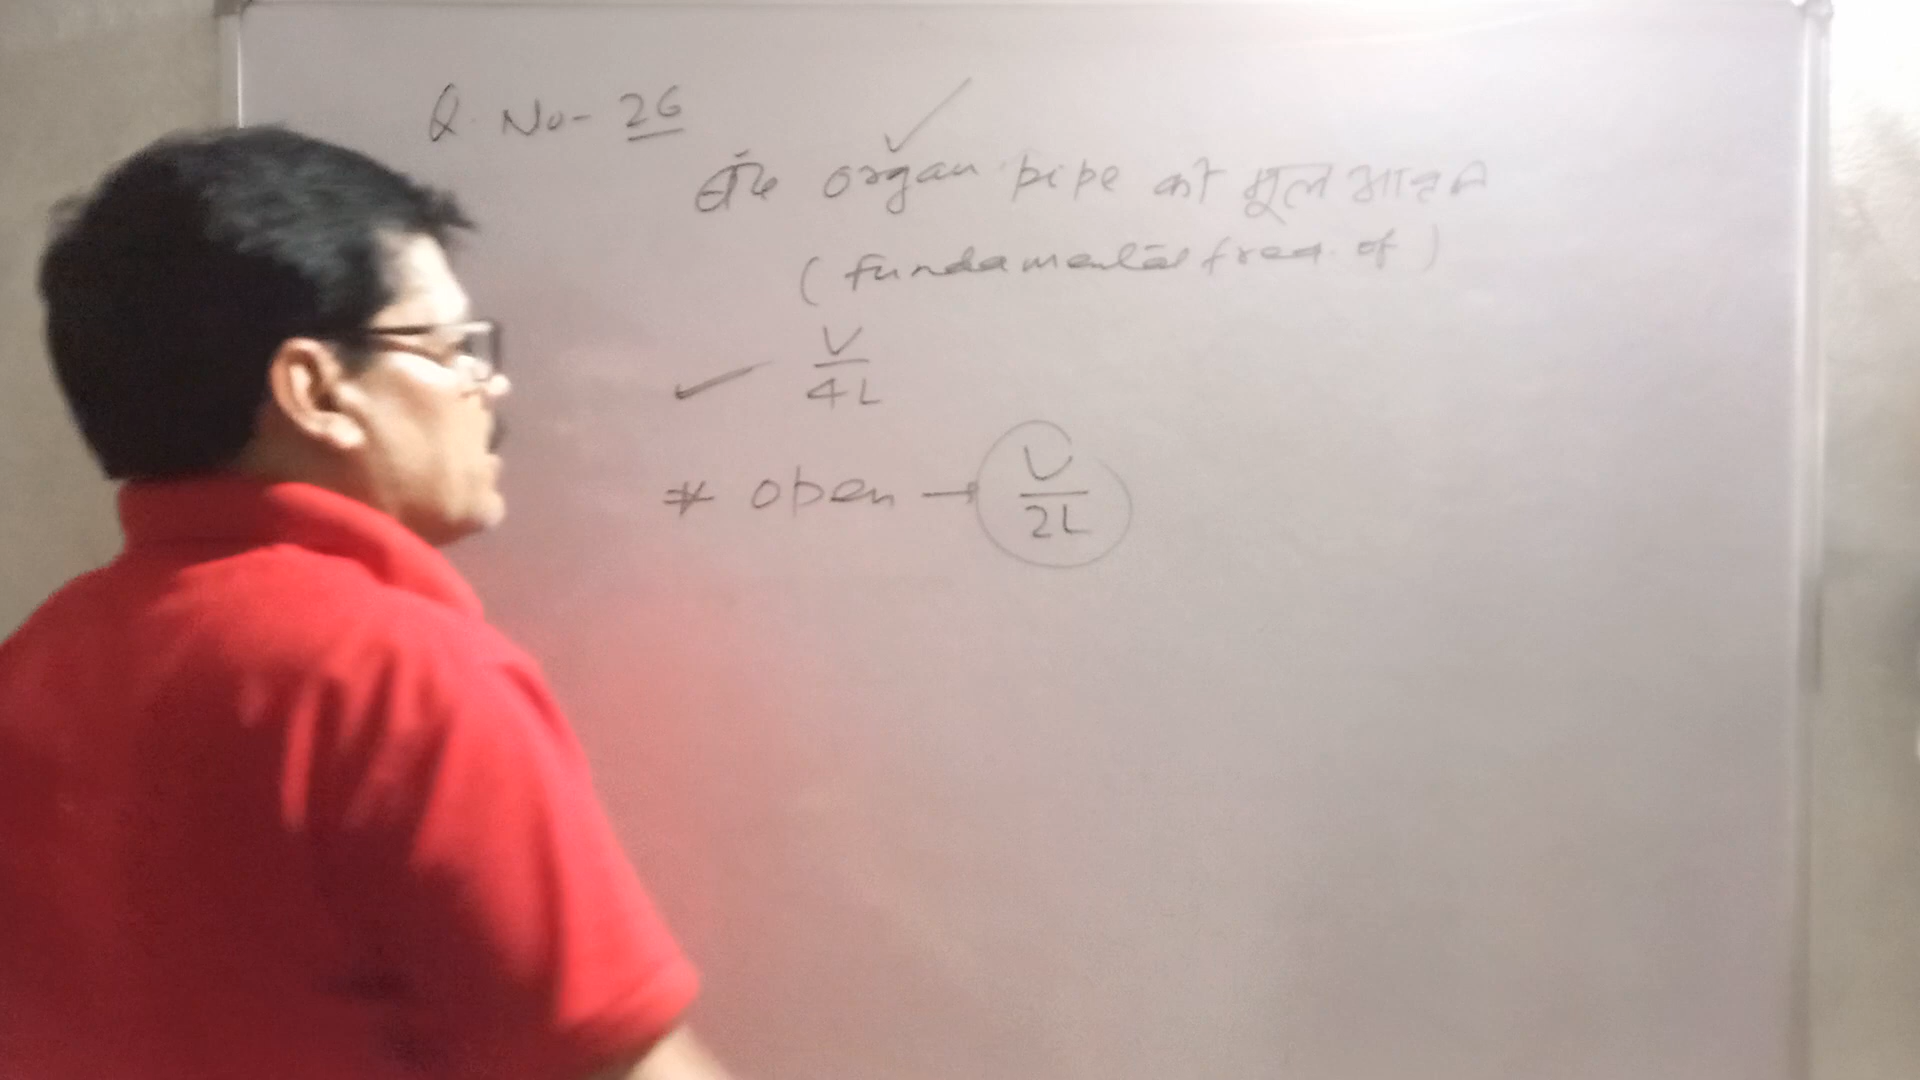 Q. No- 26
बंद organ pipe का मूल आवृत्ति
( fundamental freq. of )
V
4L
* open → V
2L